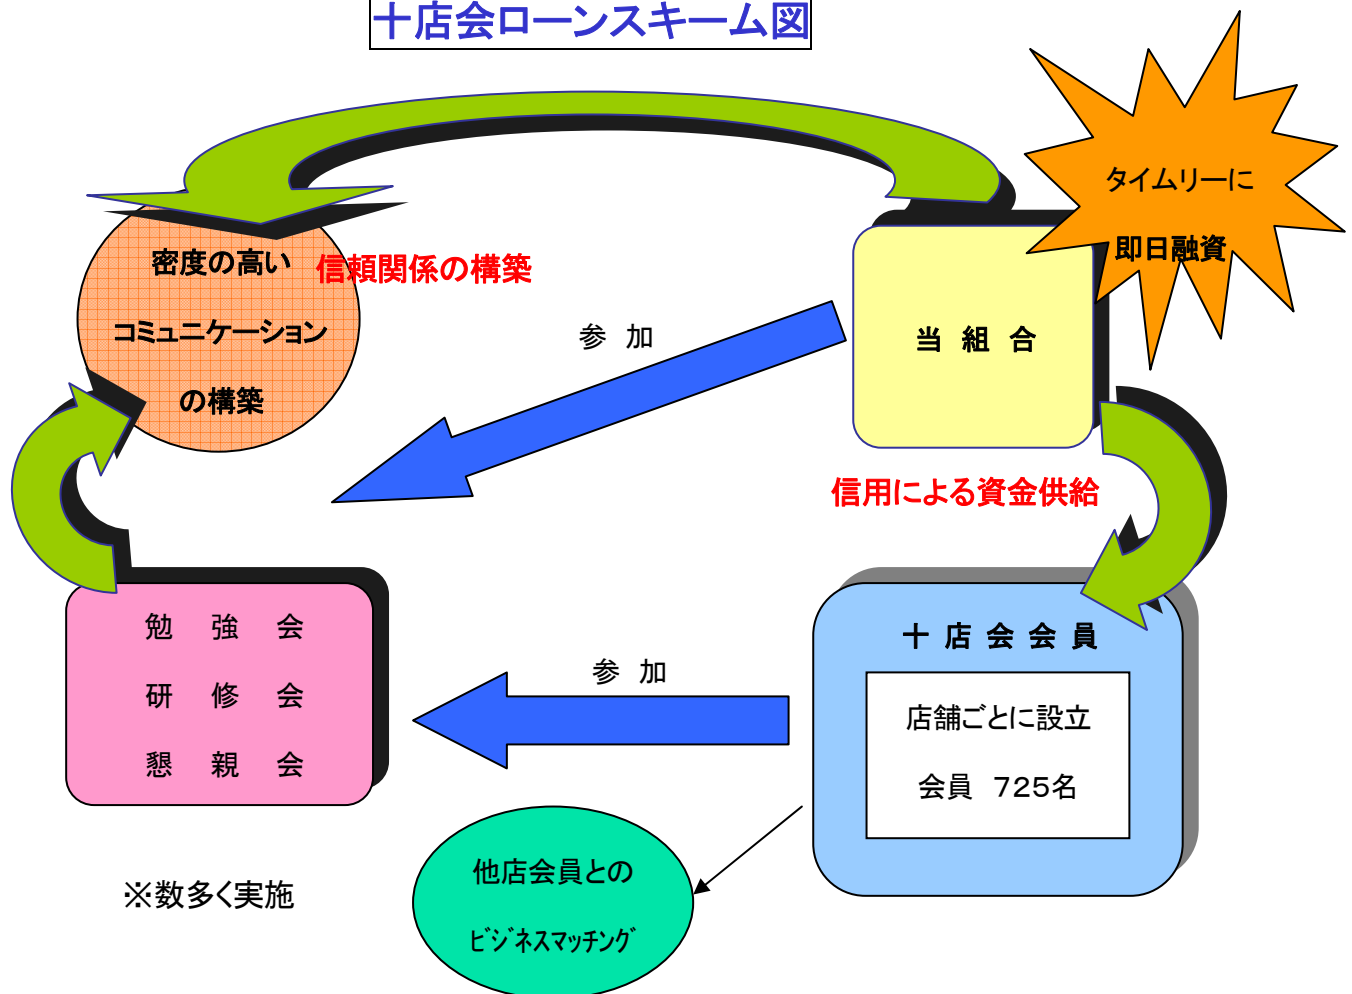 十店会ローンスキーム図
タイムリーに
即日融資
密度の高い
コミュニケーション
の構築
信頼関係の構築
参 加
当 組 合
信用による資金供給
勉 強 会
研 修 会
懇 親 会
※数多く実施
参 加
十 店 会 会 員
店舗ごとに設立
会員 725名
他店会員との
ビジネスマッチング